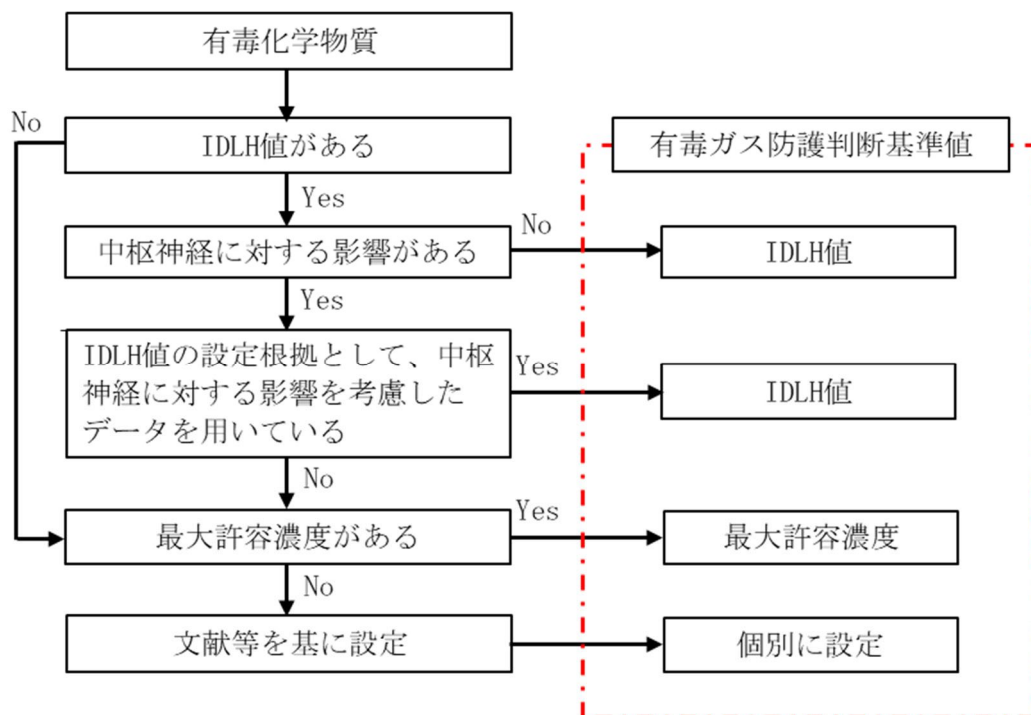 有毒化学物質
No
IDLH値がある
有毒ガス防護判断基準値
Yes
中枢神経に対する影響がある
No
IDLH値
Yes
IDLH値の設定根拠として、中枢
神経に対する影響を考慮した
データを用いている
Yes
IDLH値
No
最大許容濃度がある
Yes
最大許容濃度
No
文献等を基に設定
個別に設定